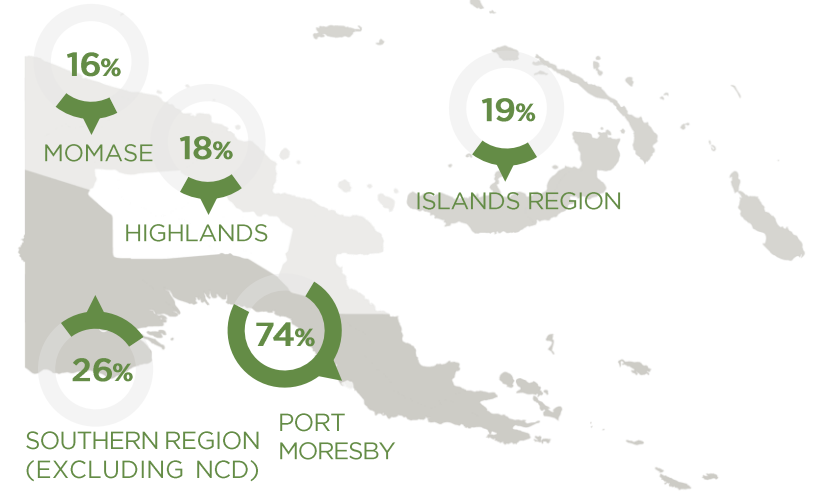 16%
MOMASE
18%
HIGHLANDS
19%
ISLANDS REGION
26%
SOUTHERN REGION
(EXCLUDING NCD)
74%
PORT
MORESBY